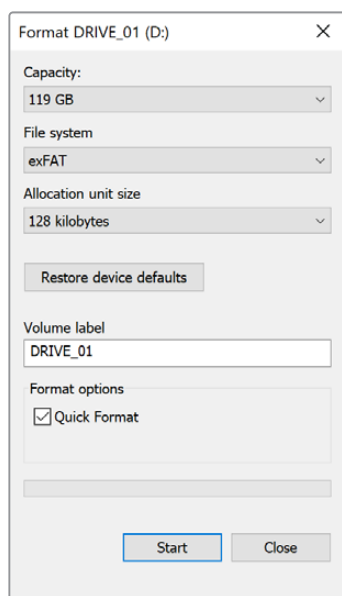 Format DRIVE_01 (D:)
Capacity:
119 GB
File system
exFAT
Allocation unit size
128 kilobytes
Restore device defaults
Volume label
DRIVE_01
Format options
Quick Format
Start
Close